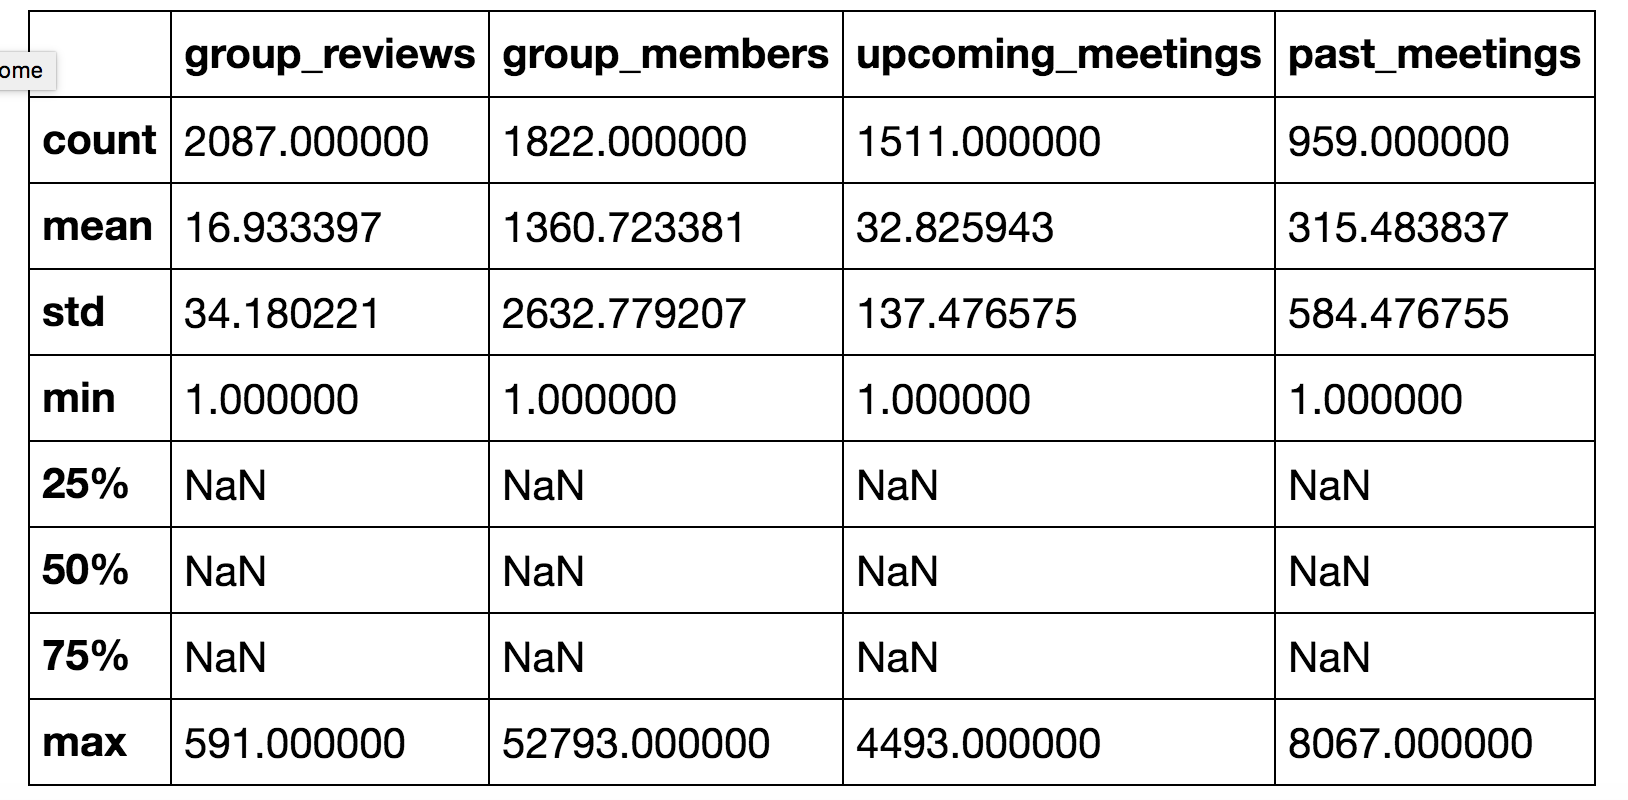 group_reviews group_members upcoming_meetings past_meetings
ome
count 2087.000000 1822.000000 1511.000000 959.000000
mean 16.933397 1360.723381 32.825943 315.483837
std 34.180221 2632.779207 137.476575 584.476755
min 1.000000 1.000000 1.000000 1.000000
25% NaN NaN NaN NaN
50% NaN NaN NaN NaN
75% NaN NaN NaN NaN
max 591.000000 52793.000000 4493.000000 8067.000000